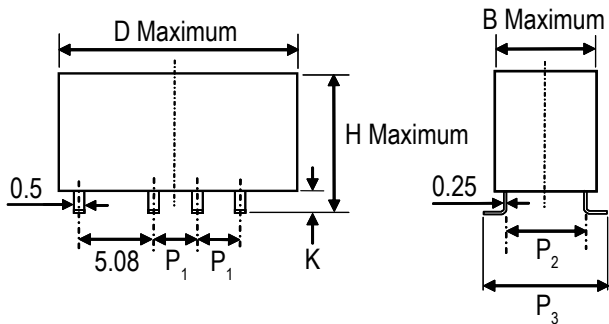 D Maximum
B Maximum
H Maximum
0.5
0.25
5.08
P₁
P₁
K
P₂
P₃